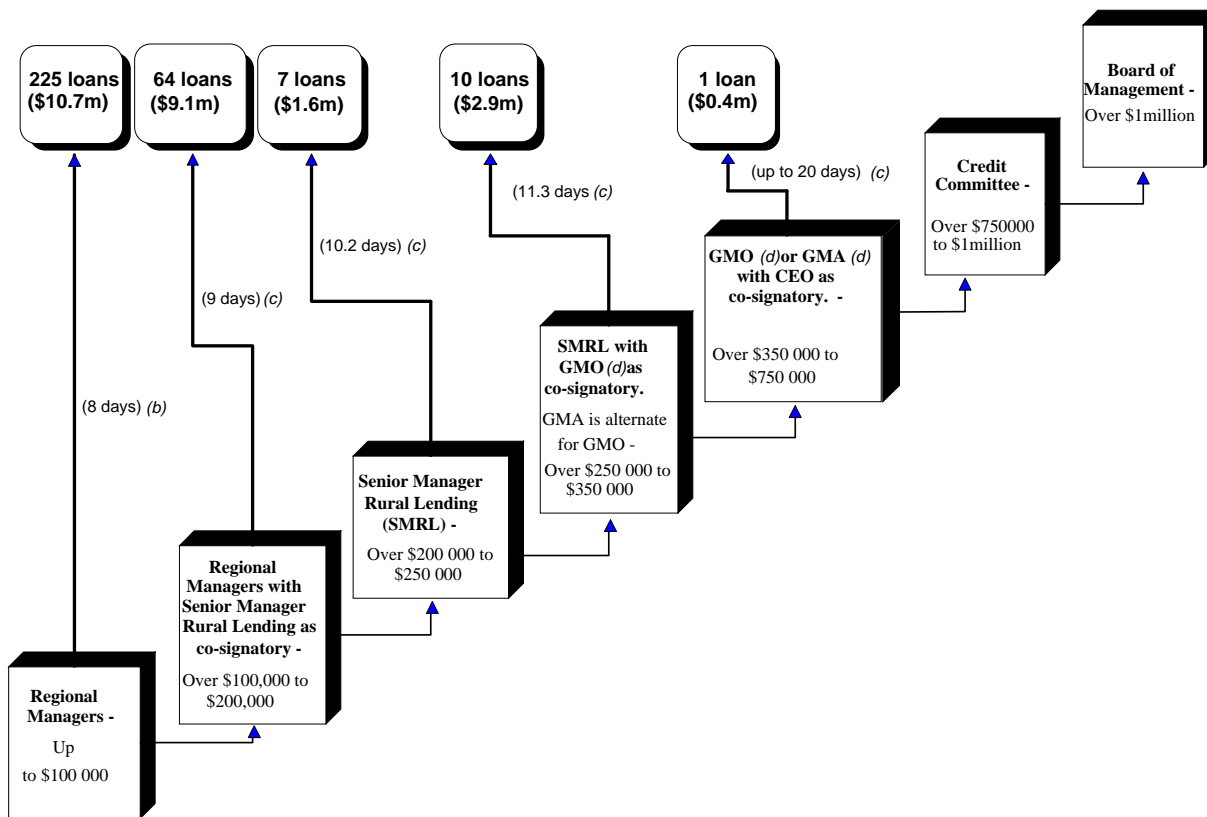 225 loans
($10.7m)
64 loans
($9.1m)
7 loans
($1.6m)
10 loans
($2.9m)
1 loan
($0.4m)
Board of
Management -
Over $1million
Credit
Committee -
Over $750000
to $1million
(up to 20 days) (c)
GMO (d)or GMA (d)
with CEO as
co-signatory. -
Over $350 000 to
$750 000
(11.3 days (c)
SMRL with
GMO (d)as
co-signatory.
GMA is alternate
for GMO -
Over $250 000 to
$350 000
(10.2 days) (c)
Senior Manager
Rural Lending
(SMRL) -
Over $200 000 to
$250 000
(9 days) (c)
Regional
Managers with
Senior Manager
Rural Lending as
co-signatory -
Over $100,000 to
$200,000
(8 days) (b)
Regional
Managers -
Up
to $100 000